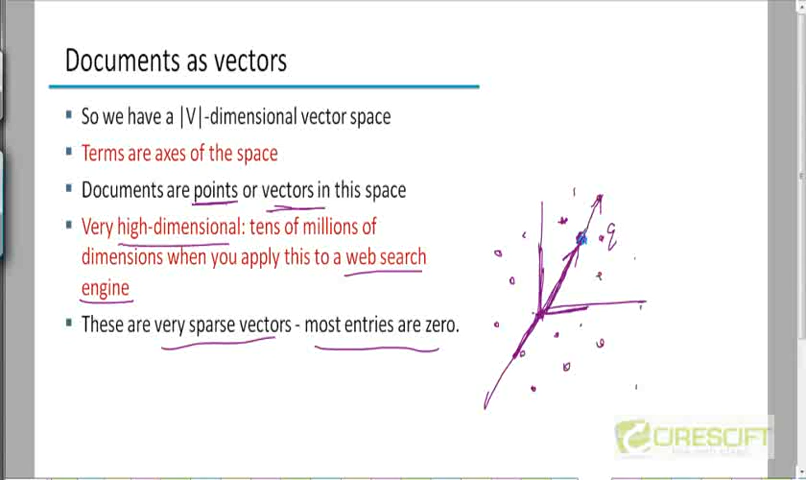 Documents as vectors
So we have a |V|-dimensional vector space
Terms are axes of the space
Documents are points or vectors in this space
Very high-dimensional: tens of millions of
dimensions when you apply this to a web search
engine
These are very sparse vectors - most entries are zero.
q